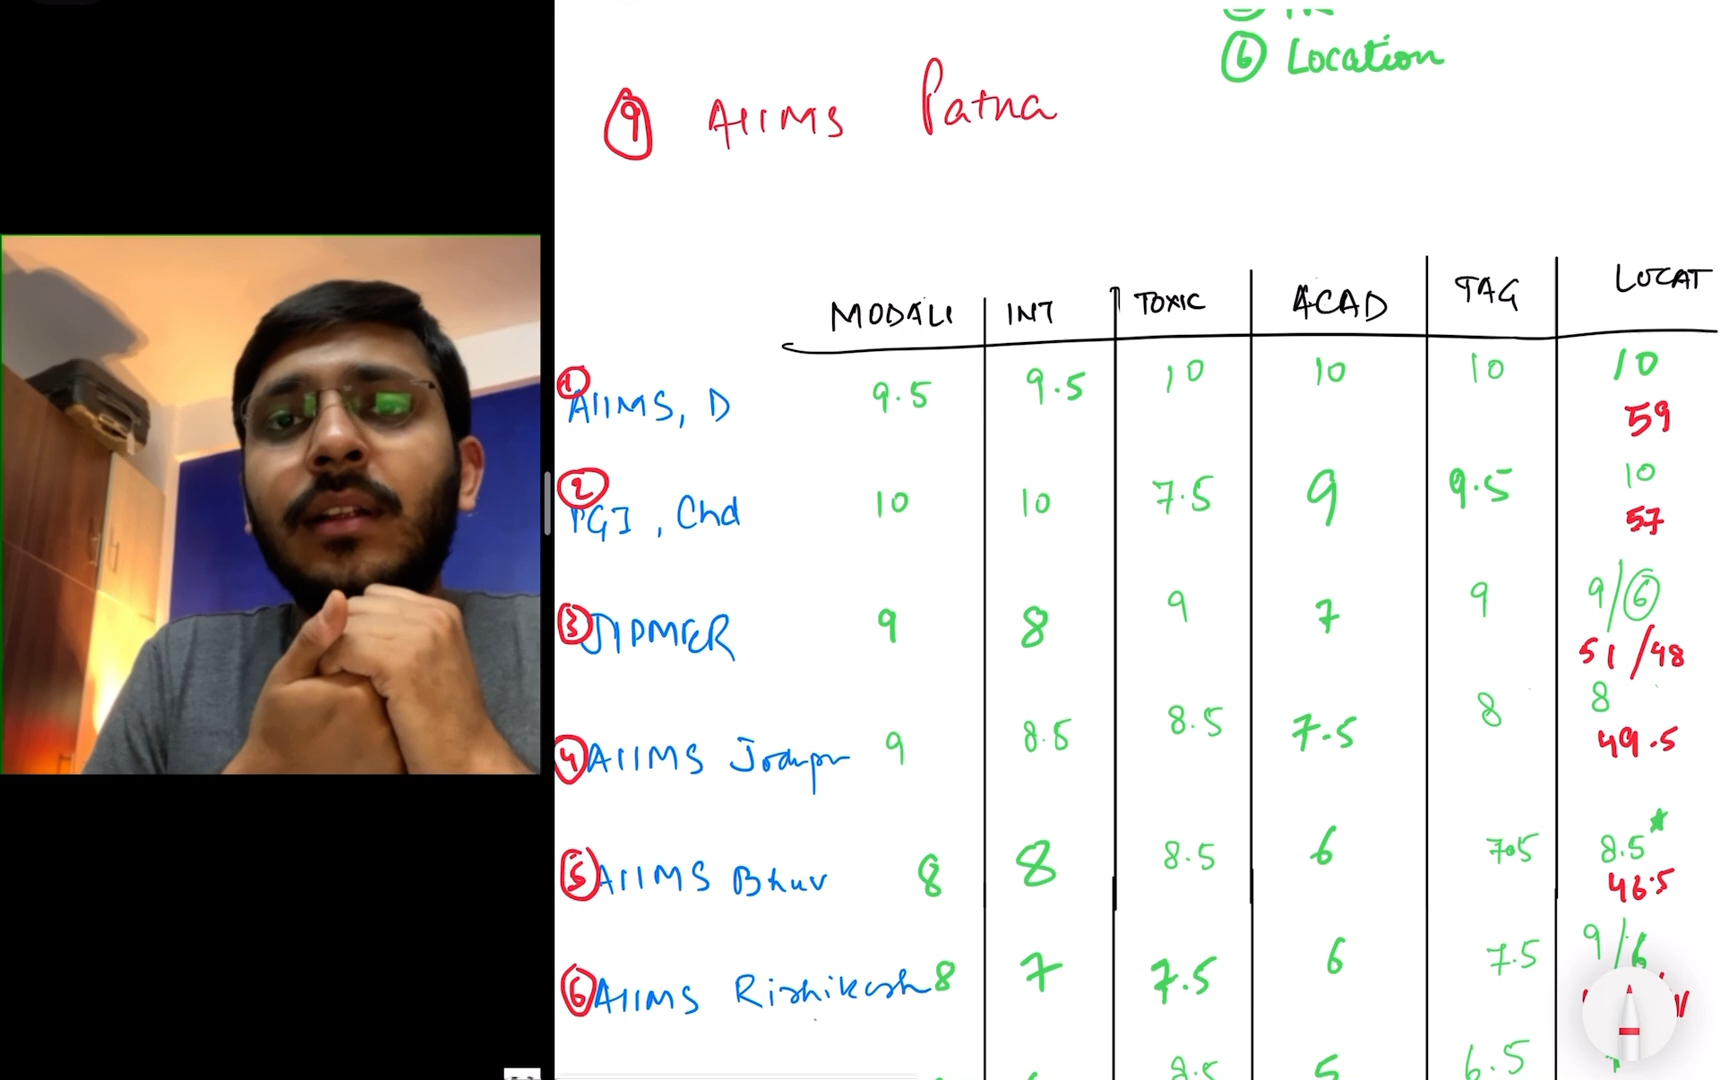 ⑥ Location
⑨ AIIMS Patna
MODALI INT TOXIC ACAD TAG LOCAT
① AIIMS, D 9.5 9.5 10 10 10 10
59
② PGI, Chd 10 10 7.5 9 9.5 10
57
③ JIPMER 9 8 9 7 9 9/⑥
51/48
④ AIIMS Jodhpur 9 8.5 8.5 7.5 8 8
49.5
⑤ AIIMS Bhuv 8 8 8.5 6 7.5 8.5*
46.5
⑥ AIIMS Rishikesh 8 7 7.5 6 7.5 9/6
8.5 5 6.5